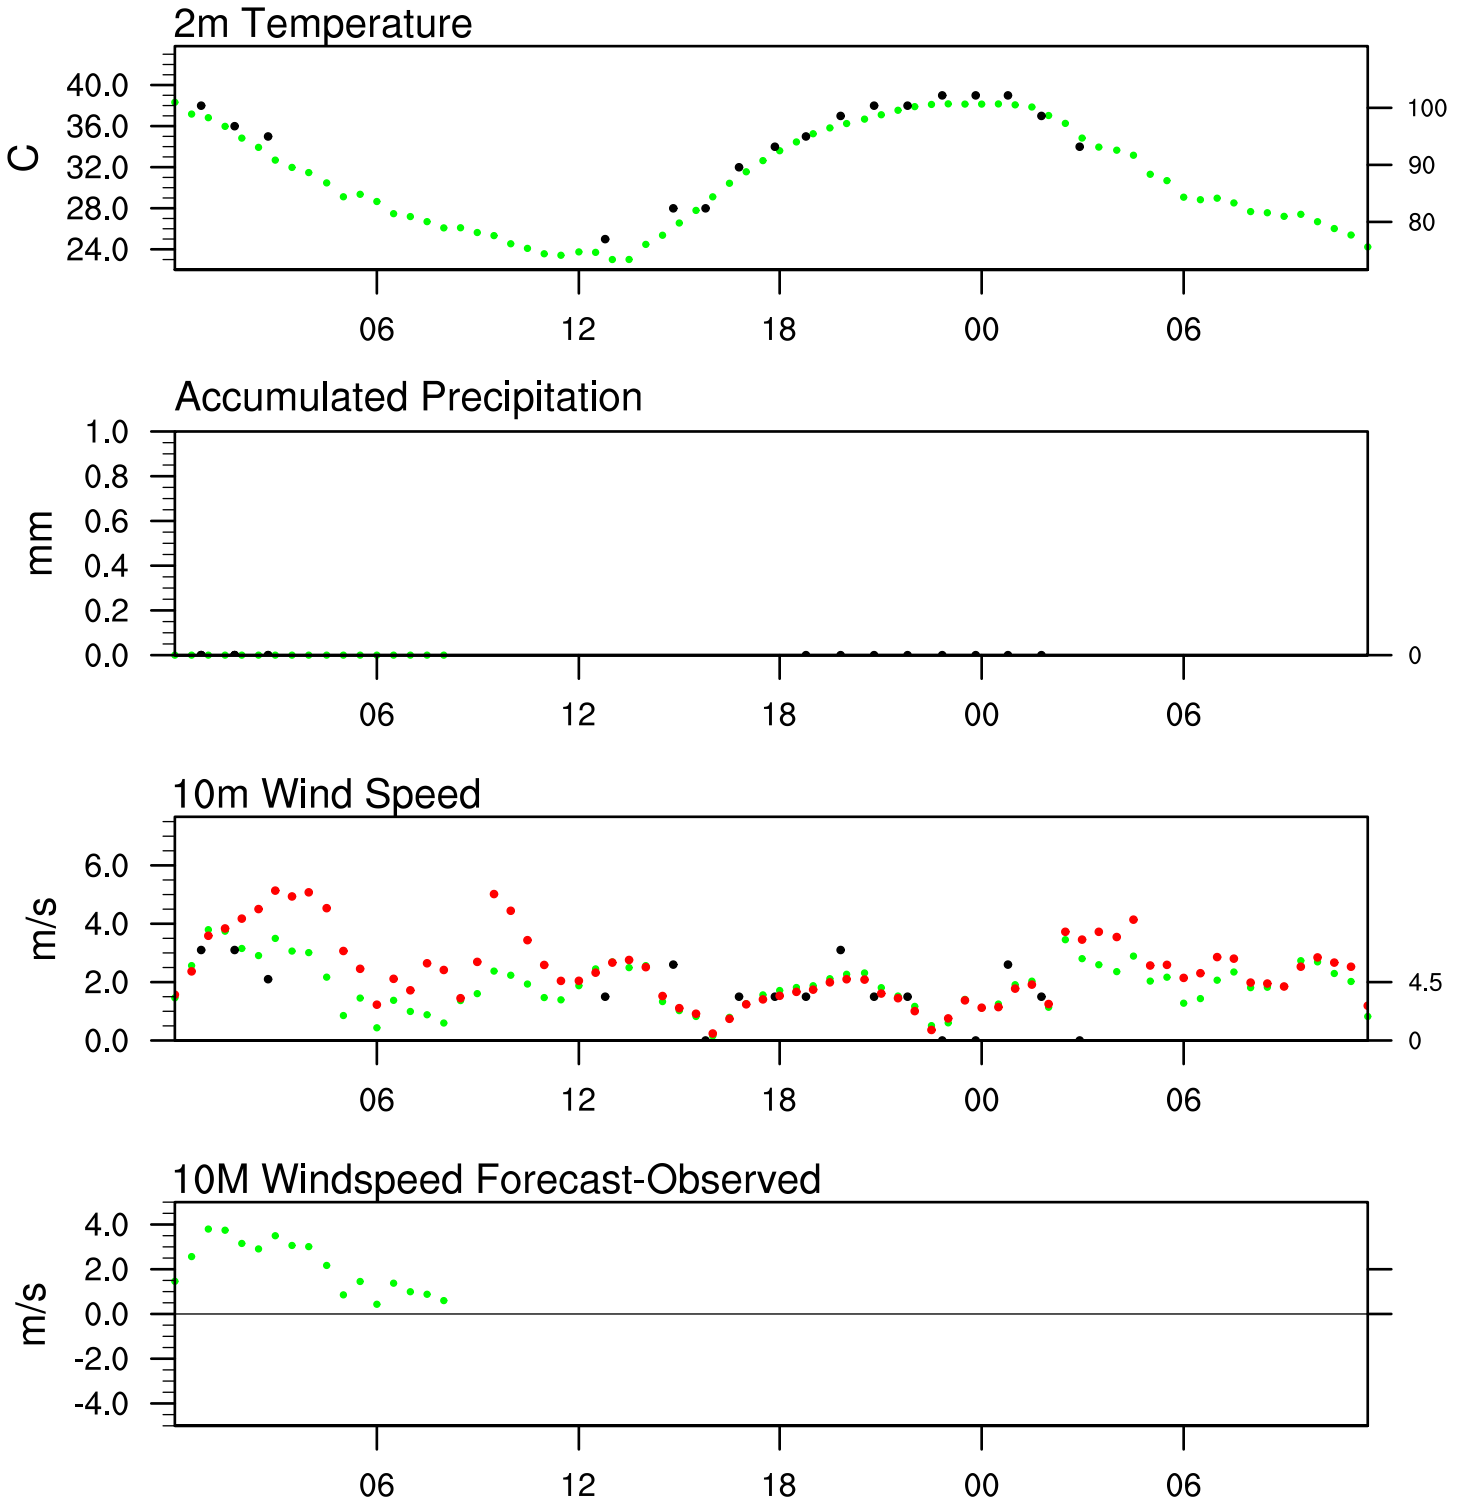 2m Temperature
40.0
36.0
32.0
28.0
24.0
C
100
90
80
06 12 18 00 06
Accumulated Precipitation
1.0
0.8
0.6
0.4
0.2
0.0
mm
0
06 12 18 00 06
10m Wind Speed
6.0
4.0
2.0
0.0
m/s
4.5
0
06 12 18 00 06
10M Windspeed Forecast-Observed
4.0
2.0
0.0
-2.0
-4.0
m/s
06 12 18 00 06